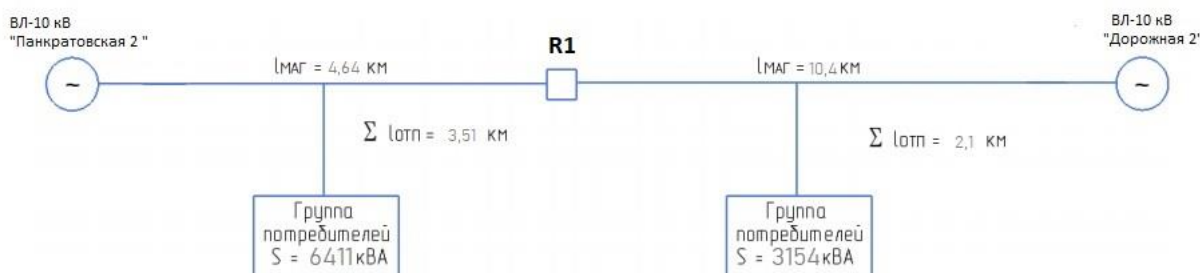 ВЛ-10 кВ
"Панкратовская 2 "
ВЛ-10 кВ
"Дорожная 2"
R1
lМАГ = 4,64 КМ
lМАГ = 10,4 КМ
~
~
Σ lОТП = 3,51 КМ
Σ lОТП = 2,1 КМ
Группа
потребителей
S = 6411кВА
Группа
потребителей
S = 3154кВА